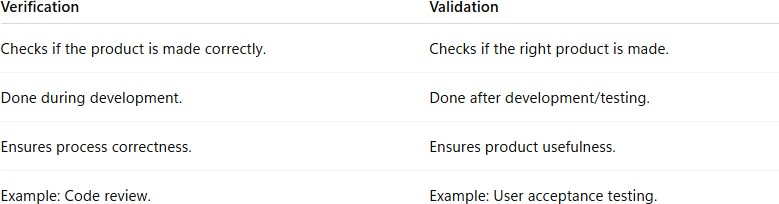 Verification Validation
Checks if the product is made correctly. Checks if the right product is made.
Done during development. Done after development/testing.
Ensures process correctness. Ensures product usefulness.
Example: Code review. Example: User acceptance testing.